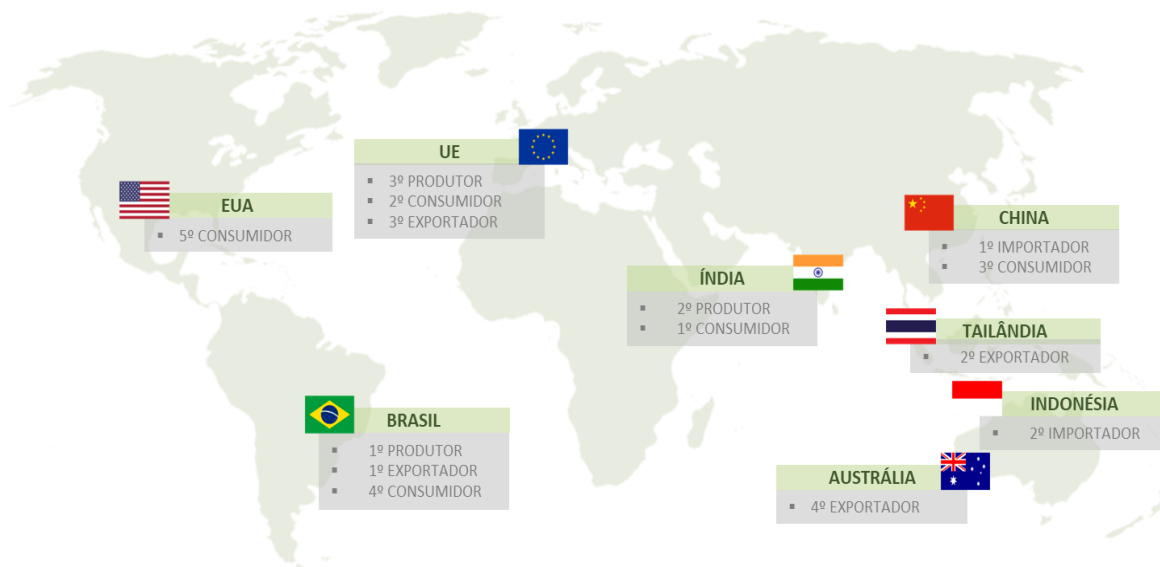 UE
3º PRODUTOR
2º CONSUMIDOR
3º EXPORTADOR
EUA
5º CONSUMIDOR
CHINA
1º IMPORTADOR
3º CONSUMIDOR
ÍNDIA
2º PRODUTOR
1º CONSUMIDOR
TAILÂNDIA
2º EXPORTADOR
INDONÉSIA
2º IMPORTADOR
BRASIL
1º PRODUTOR
1º EXPORTADOR
4º CONSUMIDOR
AUSTRÁLIA
4º EXPORTADOR